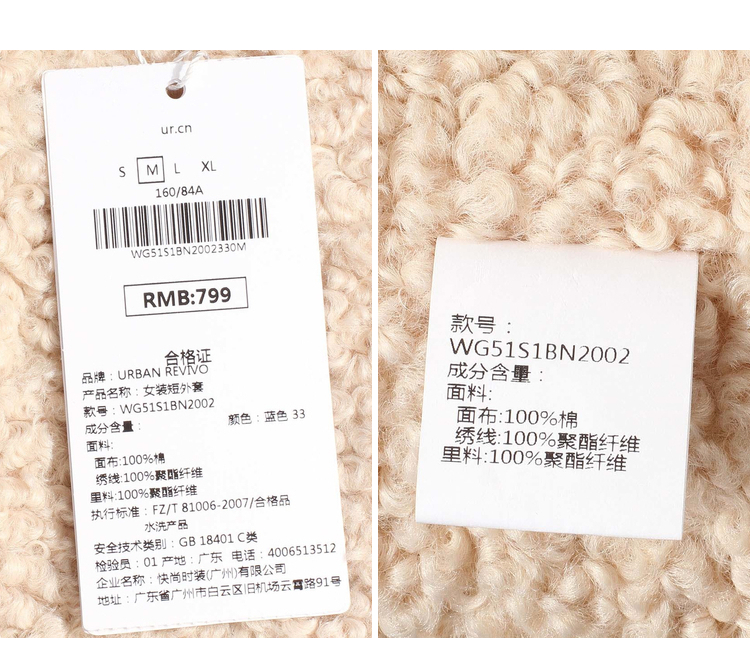 ur.cn
S M L XL
160/84A
WG51S1BN2002330M
RMB:799
合格证
品牌：URBAN REVIVO
产品名称：女装短外套
款号：WG51S1BN2002
成分含量： 颜色：蓝色 33
面料:
面布:100%棉
绣线:100%聚酯纤维
里料:100%聚酯纤维
执行标准：FZ/T 81006-2007/合格品
水洗产品
安全技术类别：GB 18401 C类
检验员：01 产地：广东 电话：4006513512
企业名称：快尚时装(广州)有限公司
地址：广东省广州市白云区旧机场云霄路91号
款号：
WG51S1BN2002
成分含量：
面料:
面布:100%棉
绣线:100%聚酯纤维
里料:100%聚酯纤维